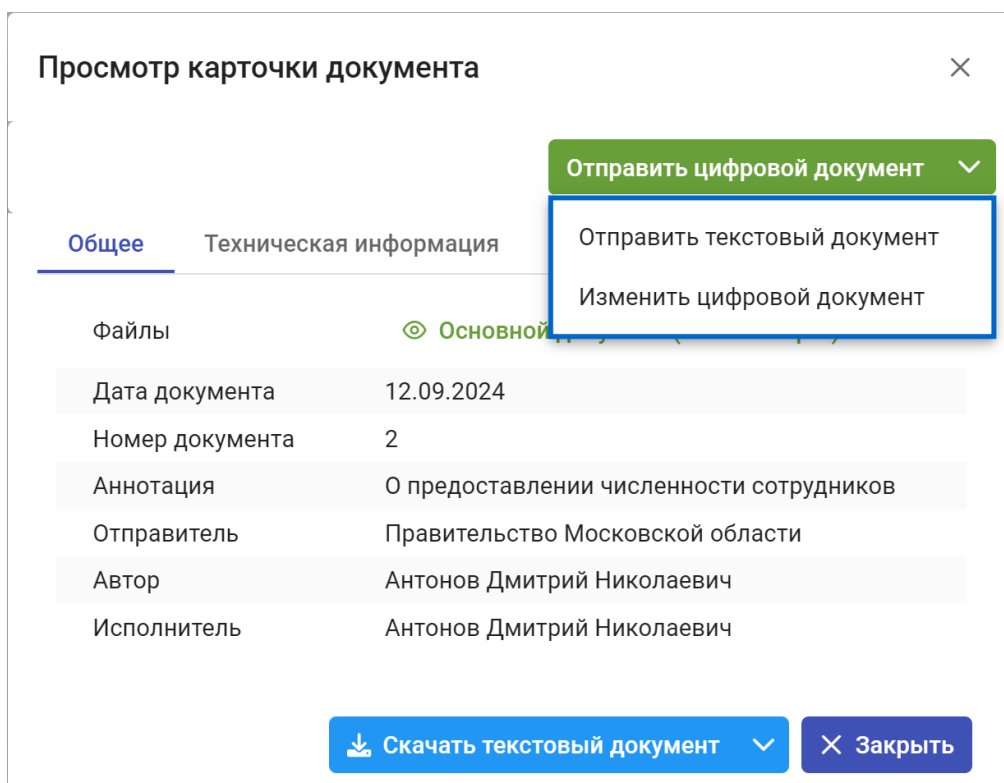 Просмотр карточки документа
Отправить цифровой документ
Отправить текстовый документ
Изменить цифровой документ
Общее Техническая информация
Файлы Основной
Дата документа 12.09.2024
Номер документа 2
Аннотация О предоставлении численности сотрудников
Отправитель Правительство Московской области
Автор Антонов Дмитрий Николаевич
Исполнитель Антонов Дмитрий Николаевич
Скачать текстовый документ Закрыть